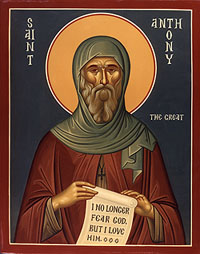 SAINT
ANTHONY
THE GREAT
I NO LONGER
FEAR GOD,
BUT I LOVE
HIM.